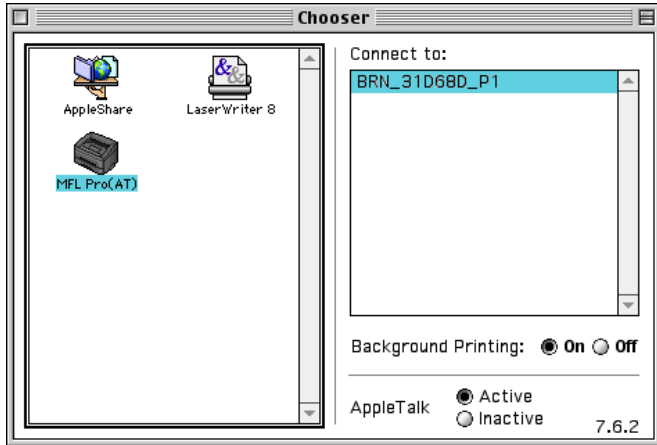 Chooser
AppleShare
LaserWriter 8
MFL Pro(AT)
Connect to:
BRN_31D68D_P1
Background Printing: On Off
AppleTalk
Active
Inactive
7.6.2